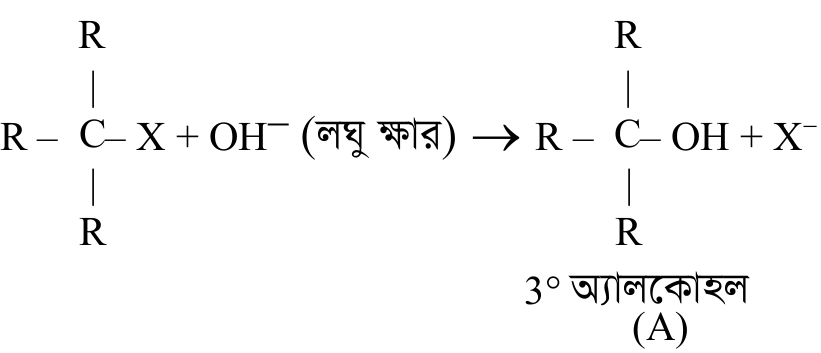 R R
| |
R – C – X + OH⁻ (লঘু ক্ষার) → R – C – OH + X⁻
| |
R R
3° অ্যালকোহল
(A)